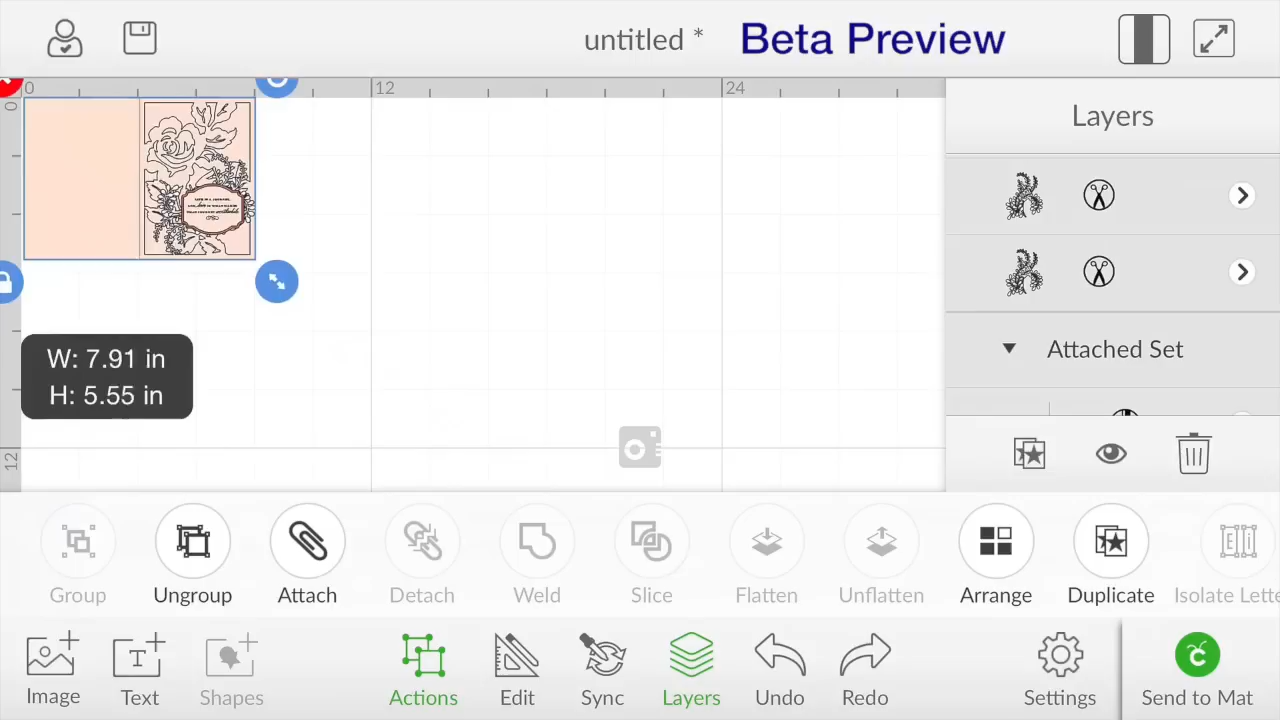 untitled *
Beta Preview
0
12
24
0
12
Layers
Attached Set
W: 7.91 in
H: 5.55 in
Group
Ungroup
Attach
Detach
Weld
Slice
Flatten
Unflatten
Arrange
Duplicate
Isolate Lette
Image
Text
Shapes
Actions
Edit
Sync
Layers
Undo
Redo
Settings
Send to Mat